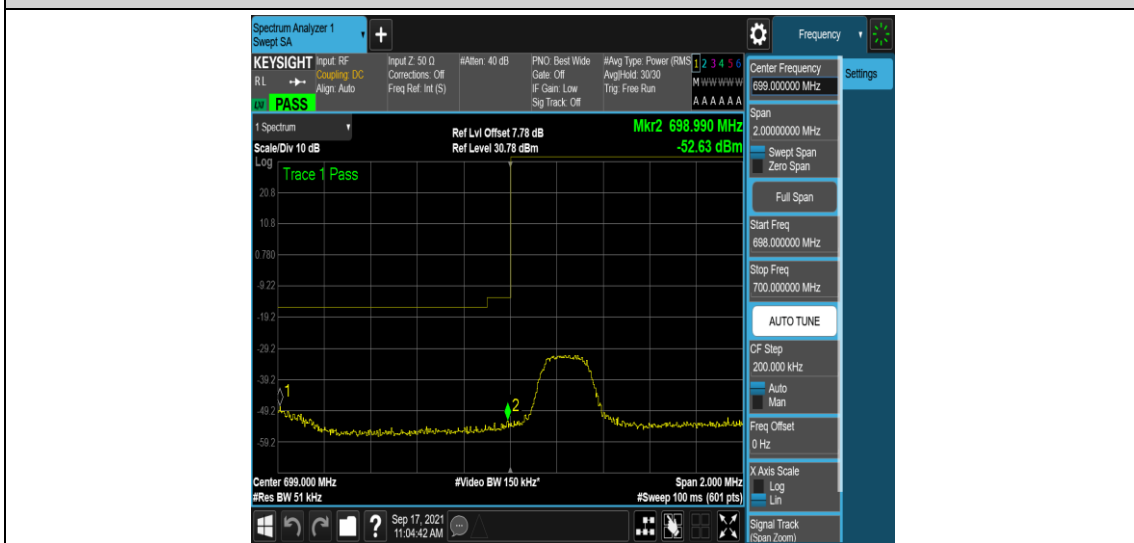 Spectrum Analyzer 1
Swept SA
+
Frequency
KEYSIGHT
RL
LXI PASS
Input: RF
Coupling: DC
Align: Auto
Input Z: 50 Ω
Corrections: Off
Freq Ref: Int (S)
#Atten: 40 dB
PNO: Best Wide
Gate: Off
IF Gain: Low
Sig Track: Off
#Avg Type: Power (RMS
Avg|Hold: 30/30
Trig: Free Run
1 2 3 4 5 6
M W W W W W
A A A A A A
1 Spectrum
Scale/Div 10 dB
Ref Lvl Offset 7.78 dB
Ref Level 30.78 dBm
Mkr2 698.990 MHz
-52.63 dBm
Log
Trace 1 Pass
20.8
10.8
0.780
-9.22
-19.2
-29.2
-39.2
-49.2
-59.2
1
2
Center 699.000 MHz
#Res BW 51 kHz
#Video BW 150 kHz*
Span 2.000 MHz
#Sweep 100 ms (601 pts)
?
Sep 17, 2021
11:04:42 AM
Center Frequency
699.000000 MHz
Settings
Span
2.00000000 MHz
Swept Span
Zero Span
Full Span
Start Freq
698.000000 MHz
Stop Freq
700.000000 MHz
AUTO TUNE
CF Step
200.000 kHz
Auto
Man
Freq Offset
0 Hz
X Axis Scale
Log
Lin
Signal Track
(Span Zoom)